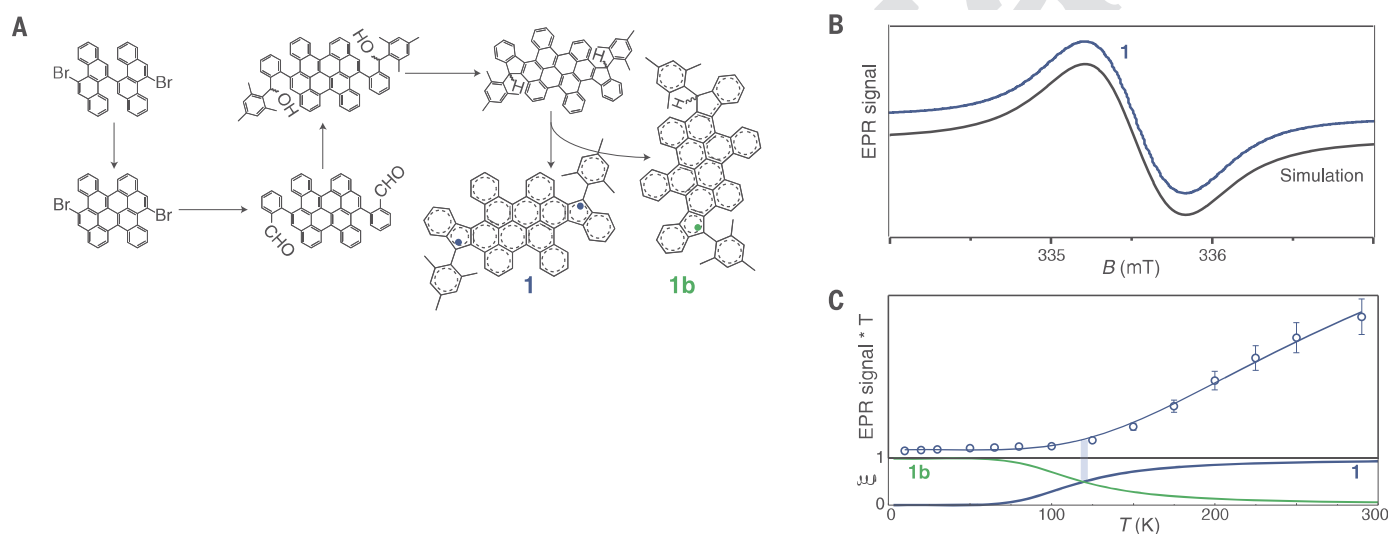 A
Br
Br
HO
OH
H
H
H
Br
Br
CHO
CHO
1
1b
B
EPR signal
1
Simulation
335
336
B (mT)
C
EPR signal * T
1
ξ
0
1b
1
0
100
200
300
T (K)